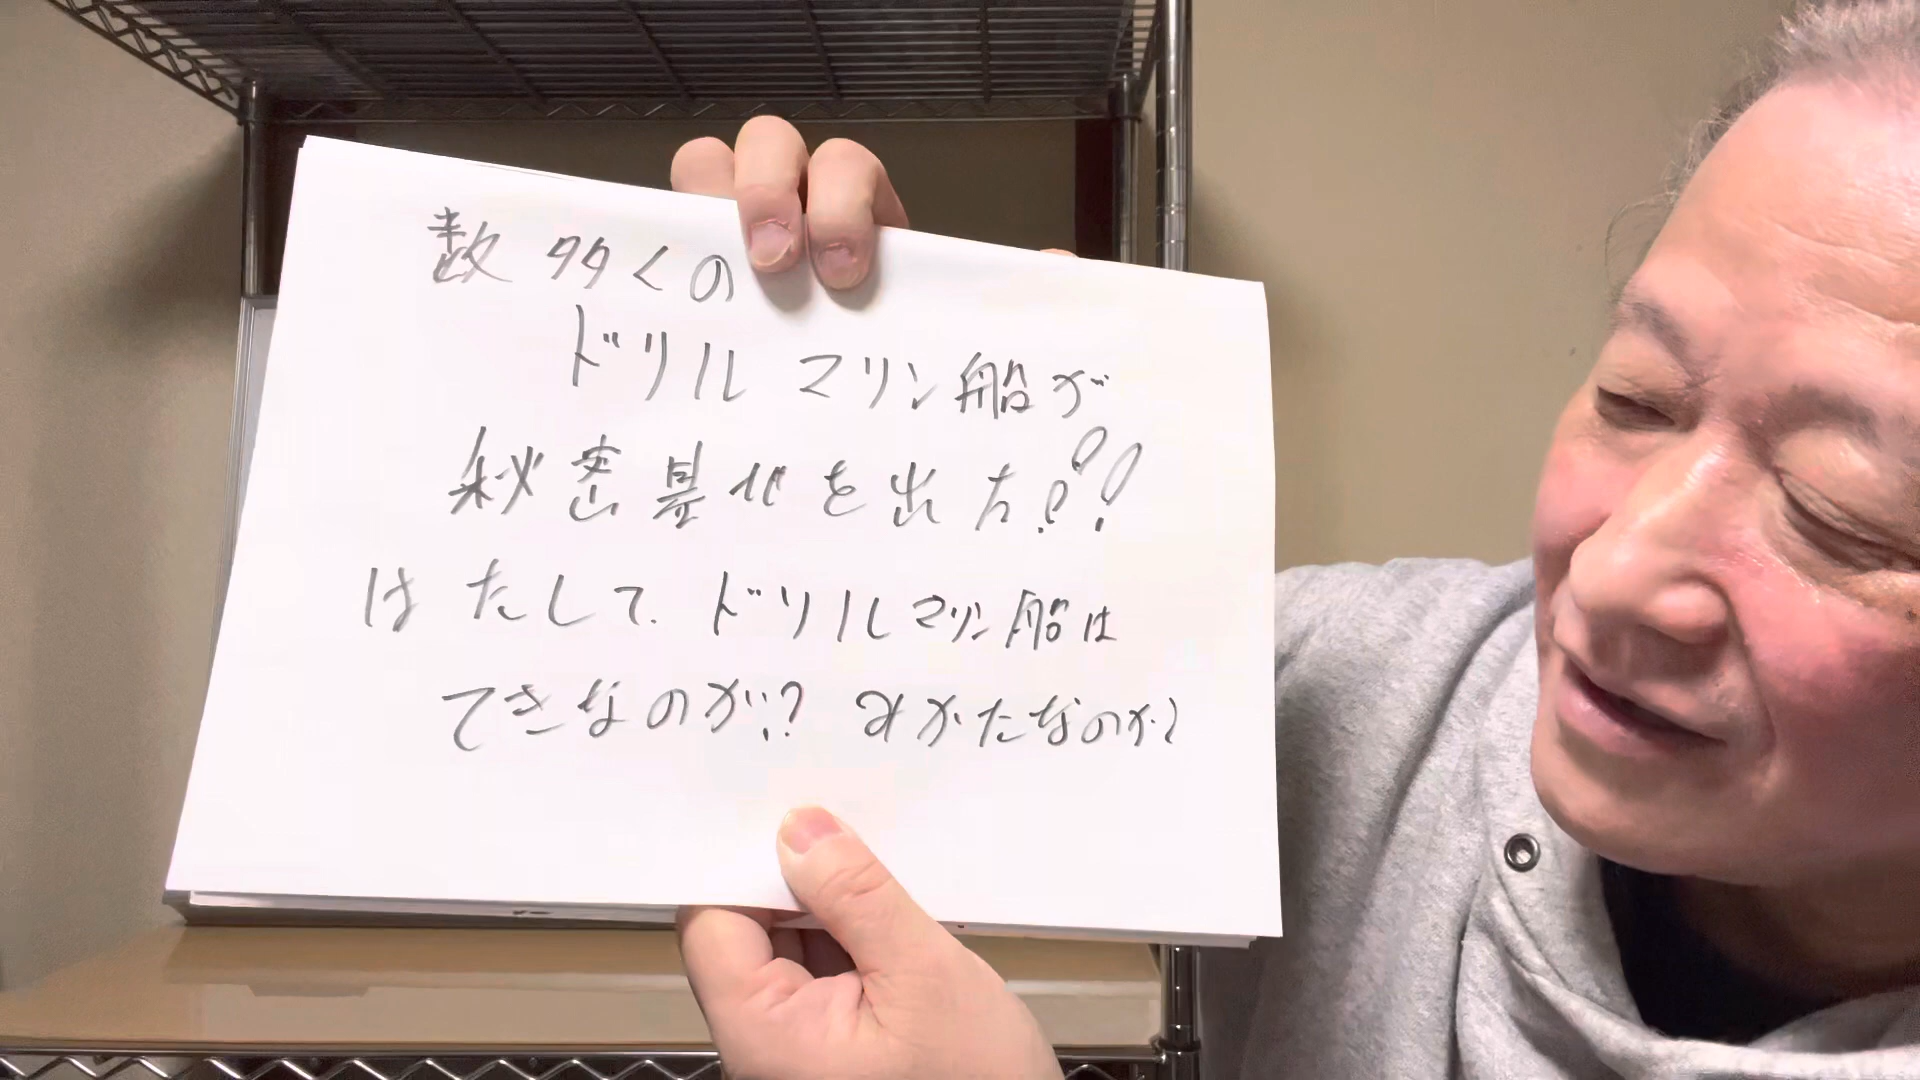 数多くの
ドリルマリン船が
秘密基地を出た!!
はたして、ドリルマリン船は
てきなのか?みかたなのか?